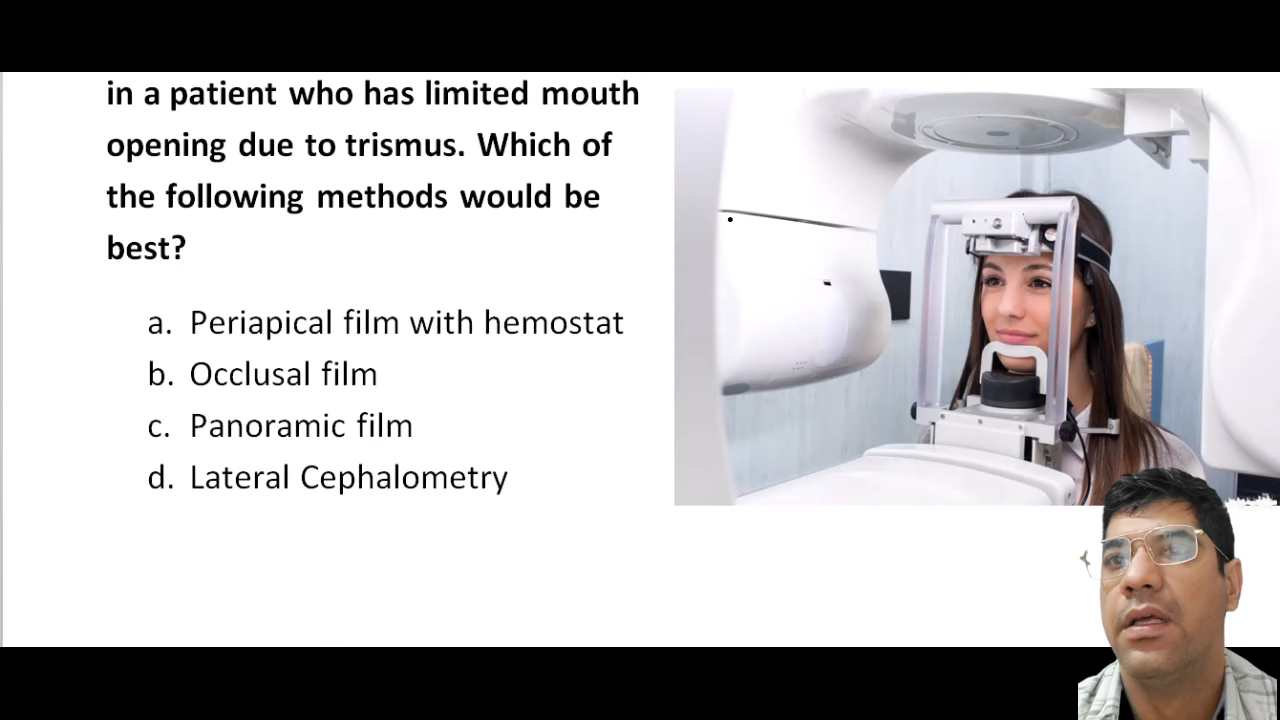 in a patient who has limited mouth
opening due to trismus. Which of
the following methods would be
best?
a. Periapical film with hemostat
b. Occlusal film
c. Panoramic film
d. Lateral Cephalometry